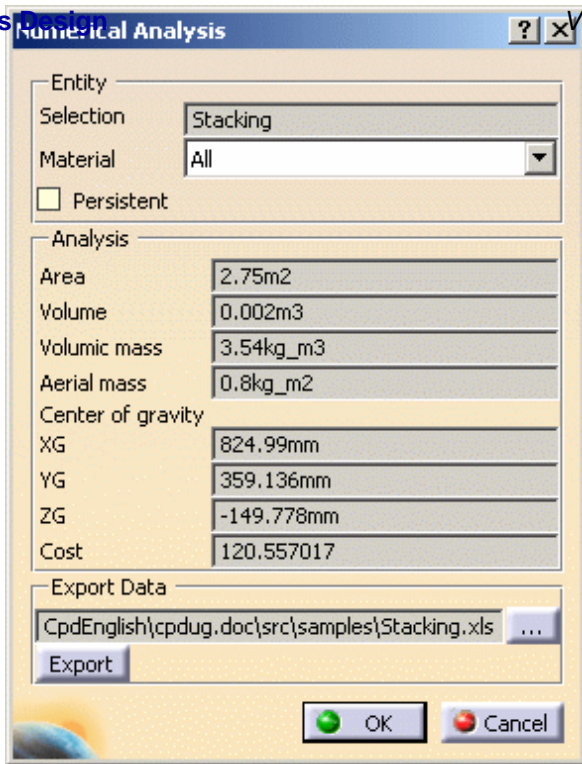 s Design
V
Numerical Analysis ? X
Entity
Selection Stacking
Material All
Persistent
Analysis
Area 2.75m2
Volume 0.002m3
Volumic mass 3.54kg_m3
Aerial mass 0.8kg_m2
Center of gravity
XG 824.99mm
YG 359.136mm
ZG -149.778mm
Cost 120.557017
Export Data
CpdEnglish\cpdug.doc\src\samples\Stacking.xls ...
Export
OK Cancel